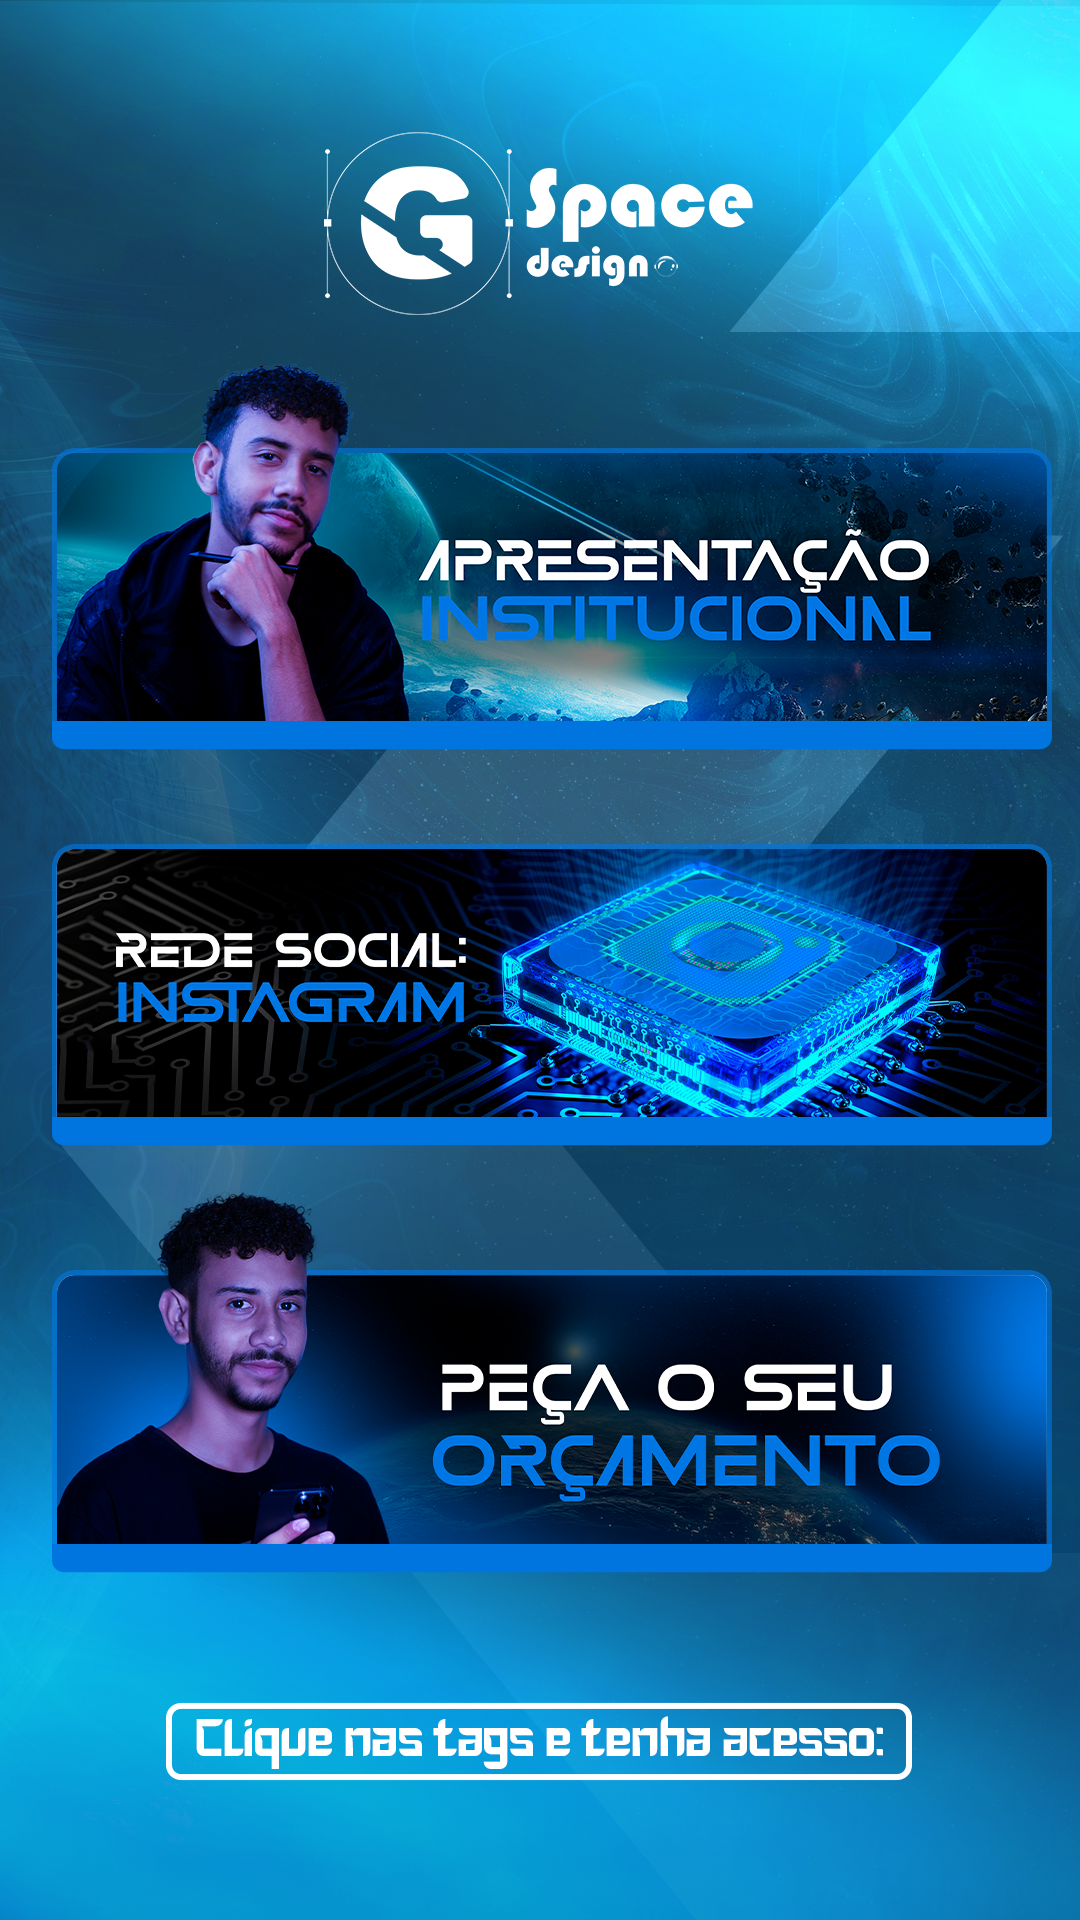 G Space
design
APRESENTAÇÃO
INSTITUCIONAL
REDE SOCIAL:
INSTAGRAM
PEÇA O SEU
ORÇAMENTO
Clique nas tags e tenha acesso: